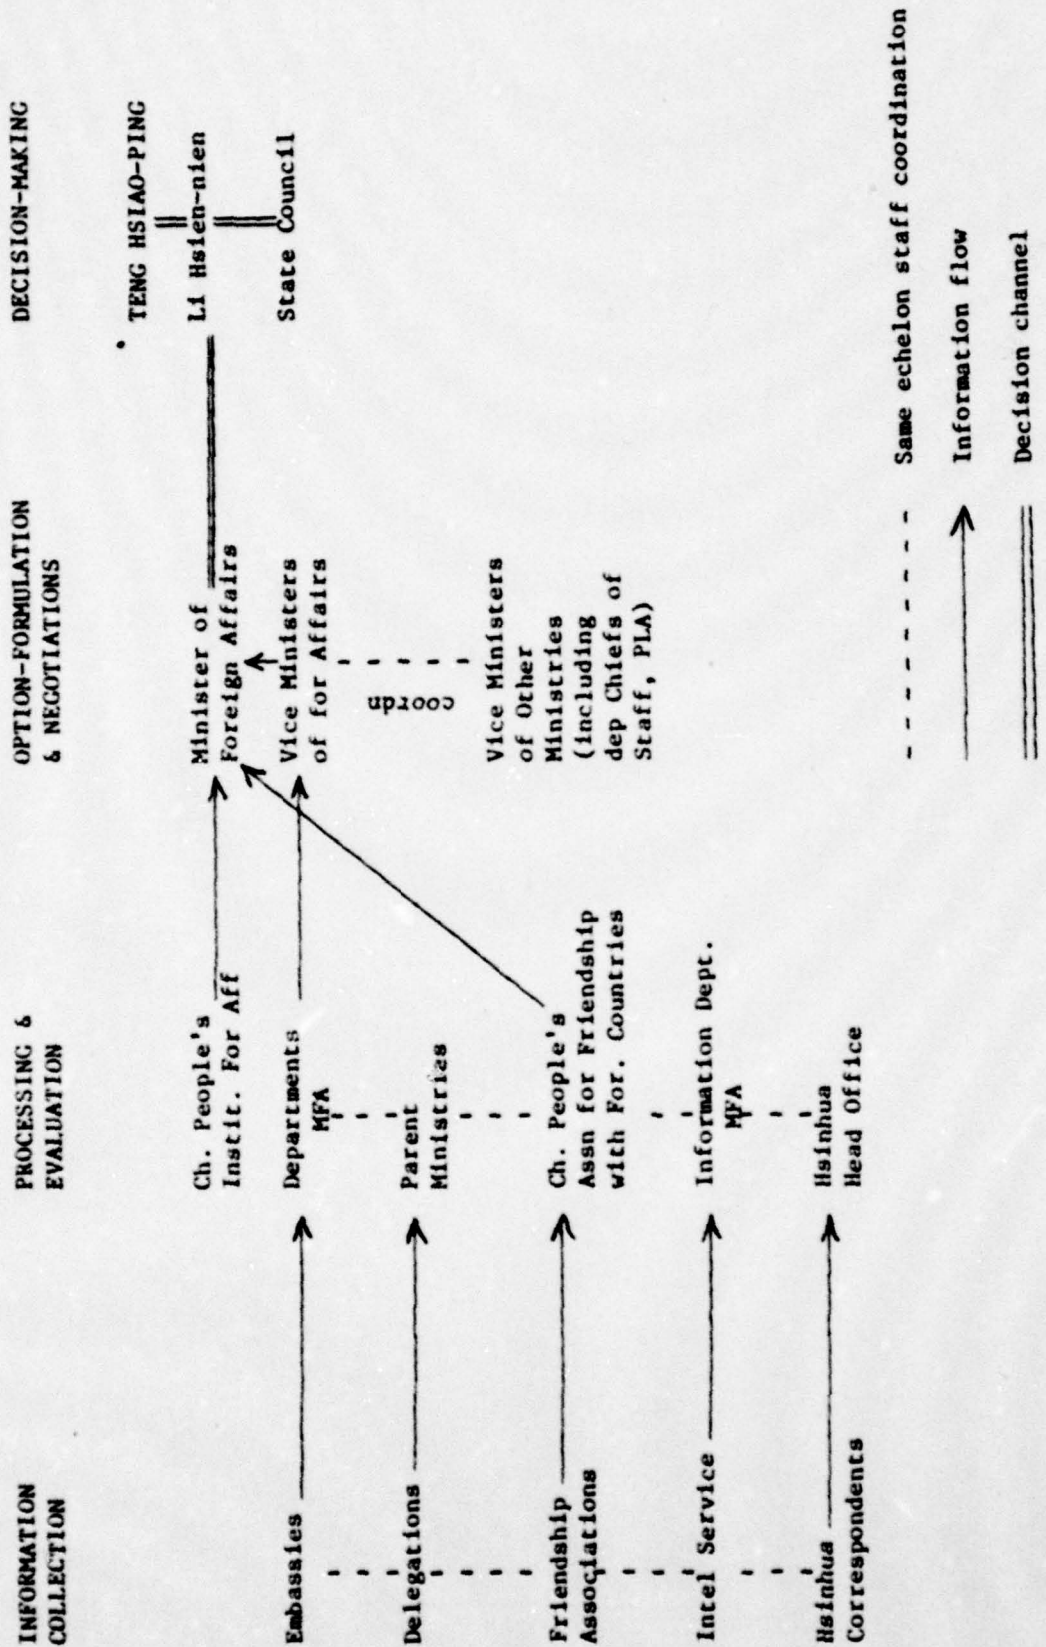 INFORMATION
COLLECTION
PROCESSING &
EVALUATION
OPTION-FORMULATION
& NEGOTIATIONS
DECISION-MAKING
Embassies
Delegations
Friendship
Associations
Intel Service
Hsinhua
Correspondents
Ch. People's
Instit. For Aff
Departments
MFA
Parent
Ministries
Ch. People's
Assn for Friendship
with For. Countries
Information Dept.
MFA
Hsinhua
Head Office
Minister of
Foreign Affairs
Vice Ministers
of for Affairs
coordn
Vice Ministers
of Other
Ministries
(including
dep Chiefs of
Staff, PLA)
TENG HSIAO-PING
Li Hsien-nien
State Council
Same echelon staff coordination
Information flow
Decision channel